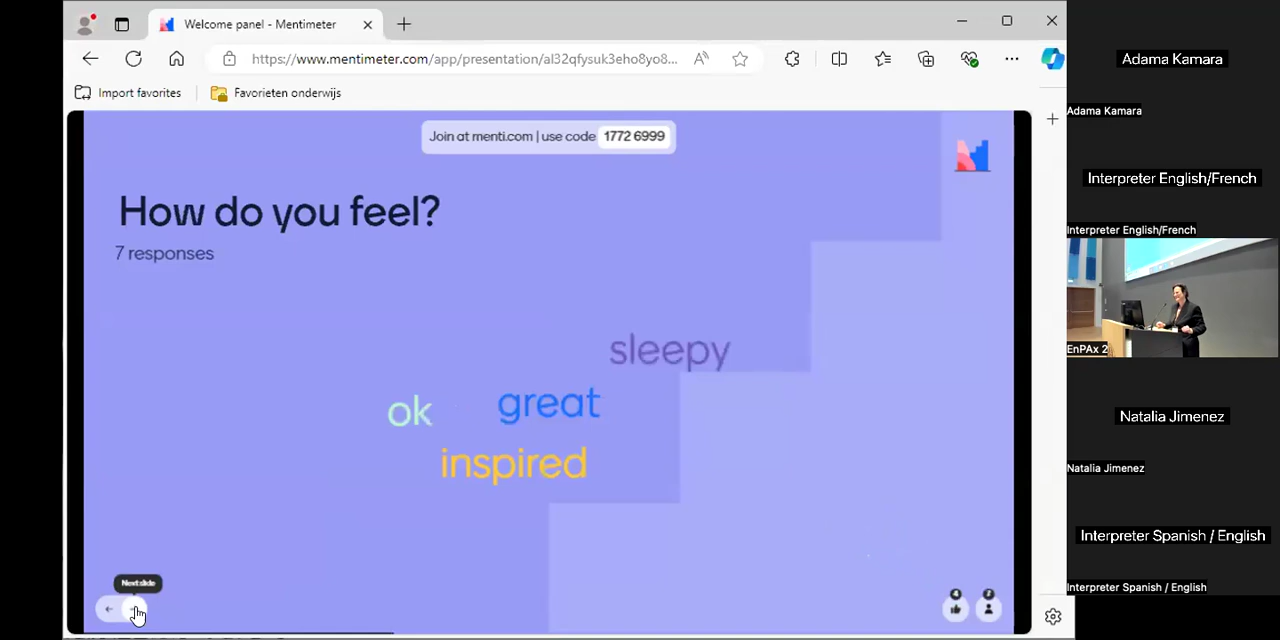 Welcome panel - Mentimeter
https://www.mentimeter.com/app/presentation/al32qfysuk3eho8yo8...
Import favorites
Favorieten onderwijs
Join at menti.com | use code 1772 6999
How do you feel?
7 responses
sleepy
ok
great
inspired
Next slide
4
7
Adama Kamara
Adama Kamara
Interpreter English/French
Interpreter English/French
EnPAx 2
Natalia Jimenez
Natalia Jimenez
Interpreter Spanish / English
Interpreter Spanish / English